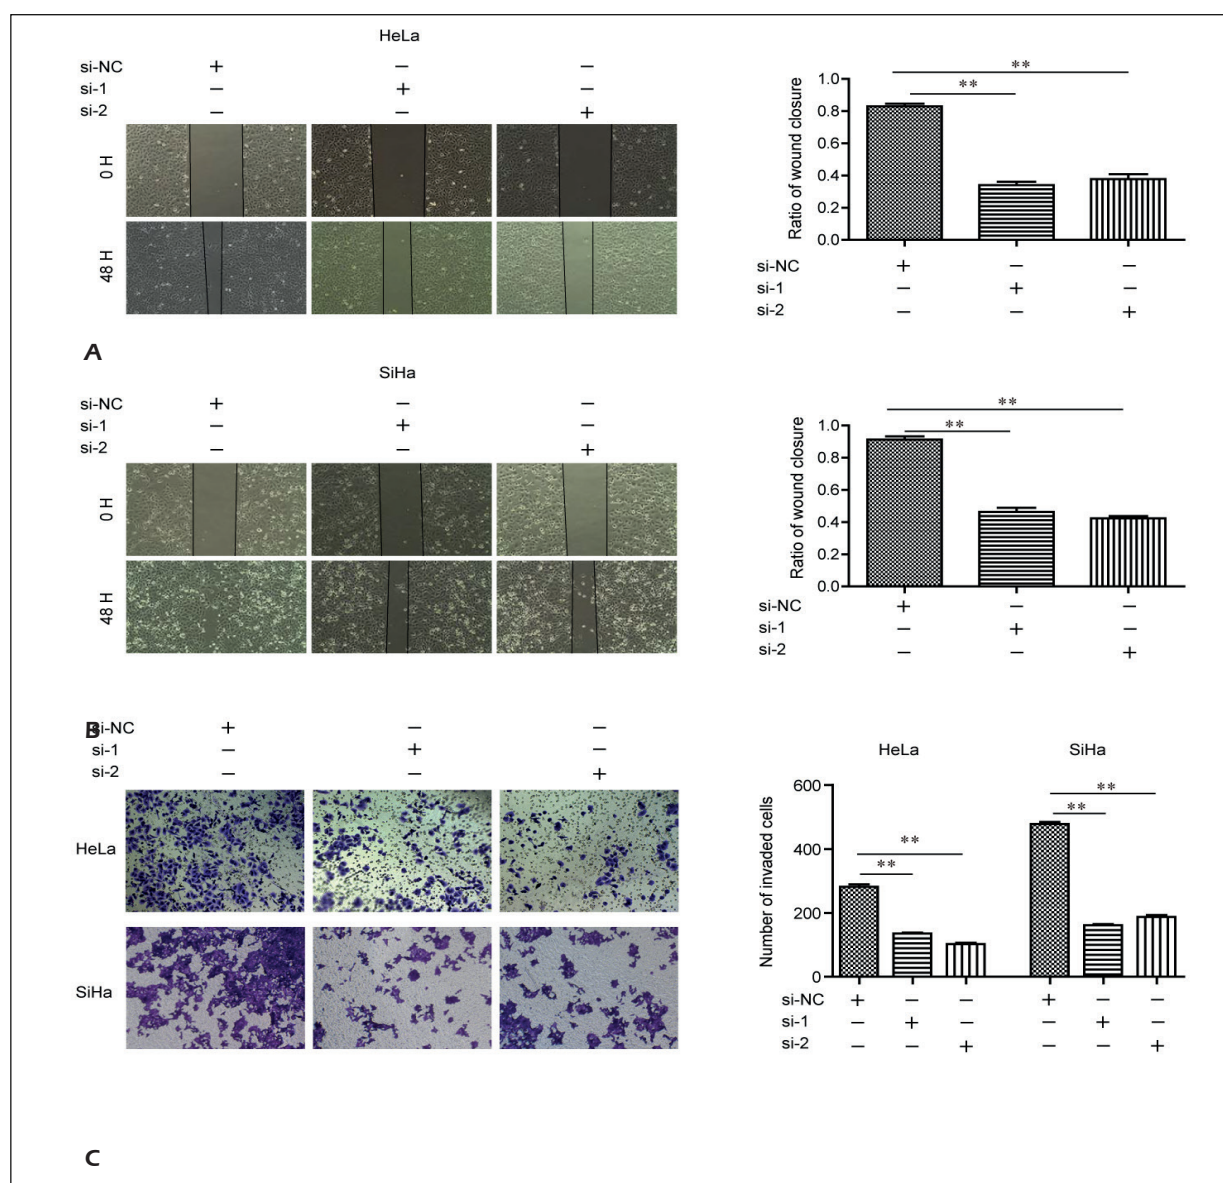 HeLa
si-NC + − −
si-1 − + −
si-2 − − +
0 H
48 H
**
**
Ratio of wound closure
1.0
0.8
0.6
0.4
0.2
0.0
si-NC + − −
si-1 − + −
si-2 − − +
A
SiHa
si-NC + − −
si-1 − + −
si-2 − − +
0 H
48 H
**
**
Ratio of wound closure
1.0
0.8
0.6
0.4
0.2
0.0
si-NC + − −
si-1 − + −
si-2 − − +
B
si-NC + − −
si-1 − + −
si-2 − − +
HeLa
SiHa
HeLa SiHa
**
**
**
**
Number of invaded cells
600
400
200
0
si-NC + − − + − −
si-1 − + − − + −
si-2 − − + − − +
C